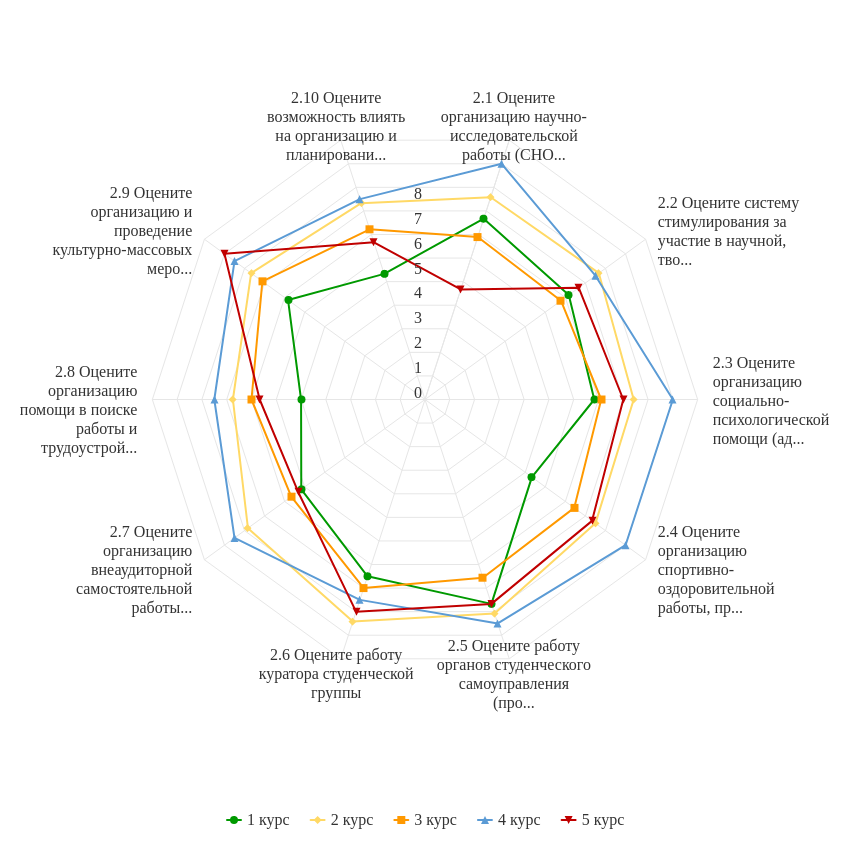 2.10 Оцените
возможность влиять
на организацию и
планировани...
2.1 Оцените
организацию научно-
исследовательской
работы (СНО...
2.9 Оцените
организацию и
проведение
культурно-массовых
меро...
2.2 Оцените систему
стимулирования за
участие в научной,
тво...
8
7
6
5
4
3
2
1
0
2.8 Оцените
организацию
помощи в поиске
работы и
трудоустрой...
2.3 Оцените
организацию
социально-
психологической
помощи (ад...
2.7 Оцените
организацию
внеаудиторной
самостоятельной
работы...
2.4 Оцените
организацию
спортивно-
оздоровительной
работы, пр...
2.6 Оцените работу
куратора студенческой
группы
2.5 Оцените работу
органов студенческого
самоуправления
(про...
1 курс 2 курс 3 курс 4 курс 5 курс